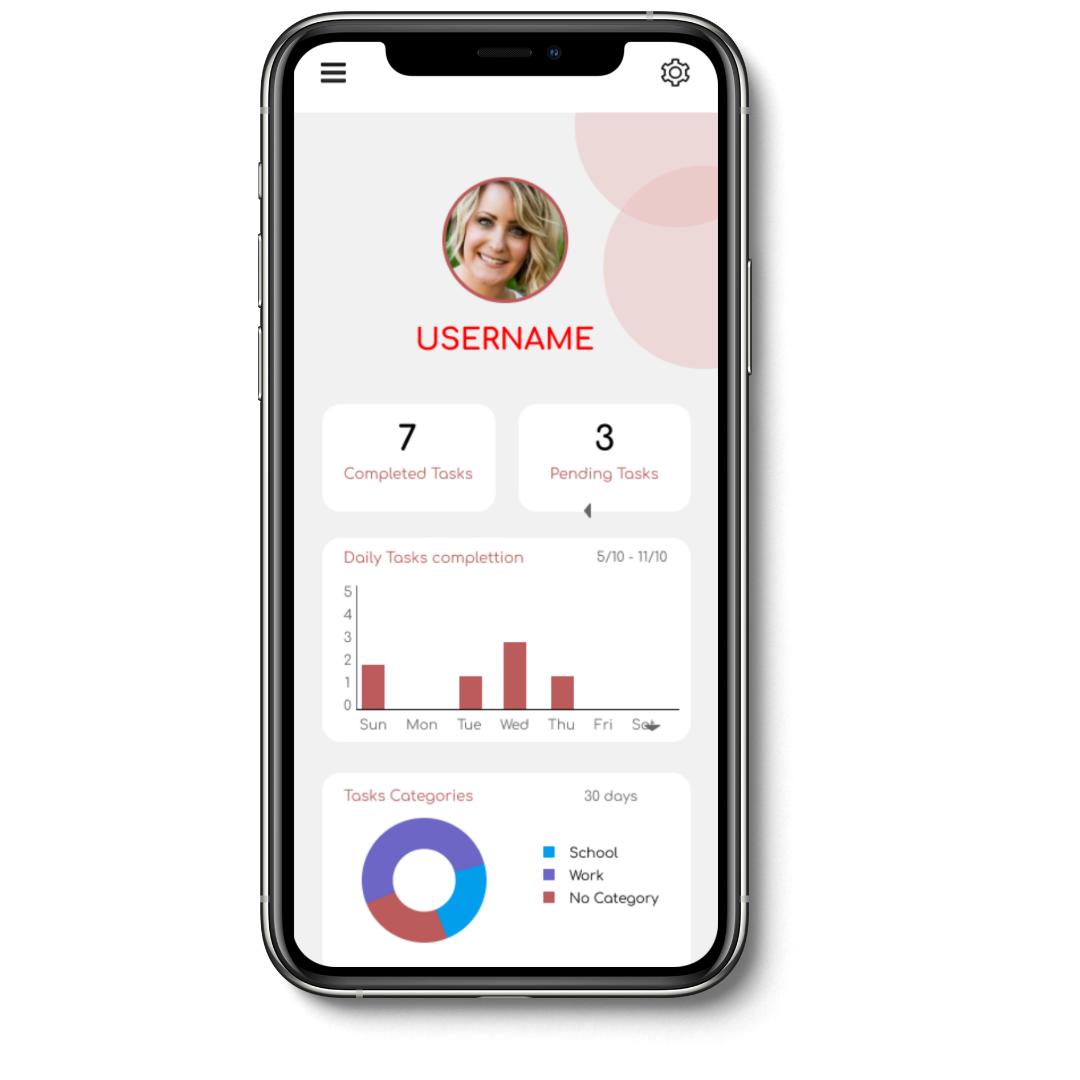 USERNAME
7
Completed Tasks
3
Pending Tasks
Daily Tasks complettion
5/10 - 11/10
5
4
3
2
1
0
Sun Mon Tue Wed Thu Fri Sat
Tasks Categories
30 days
School
Work
No Category